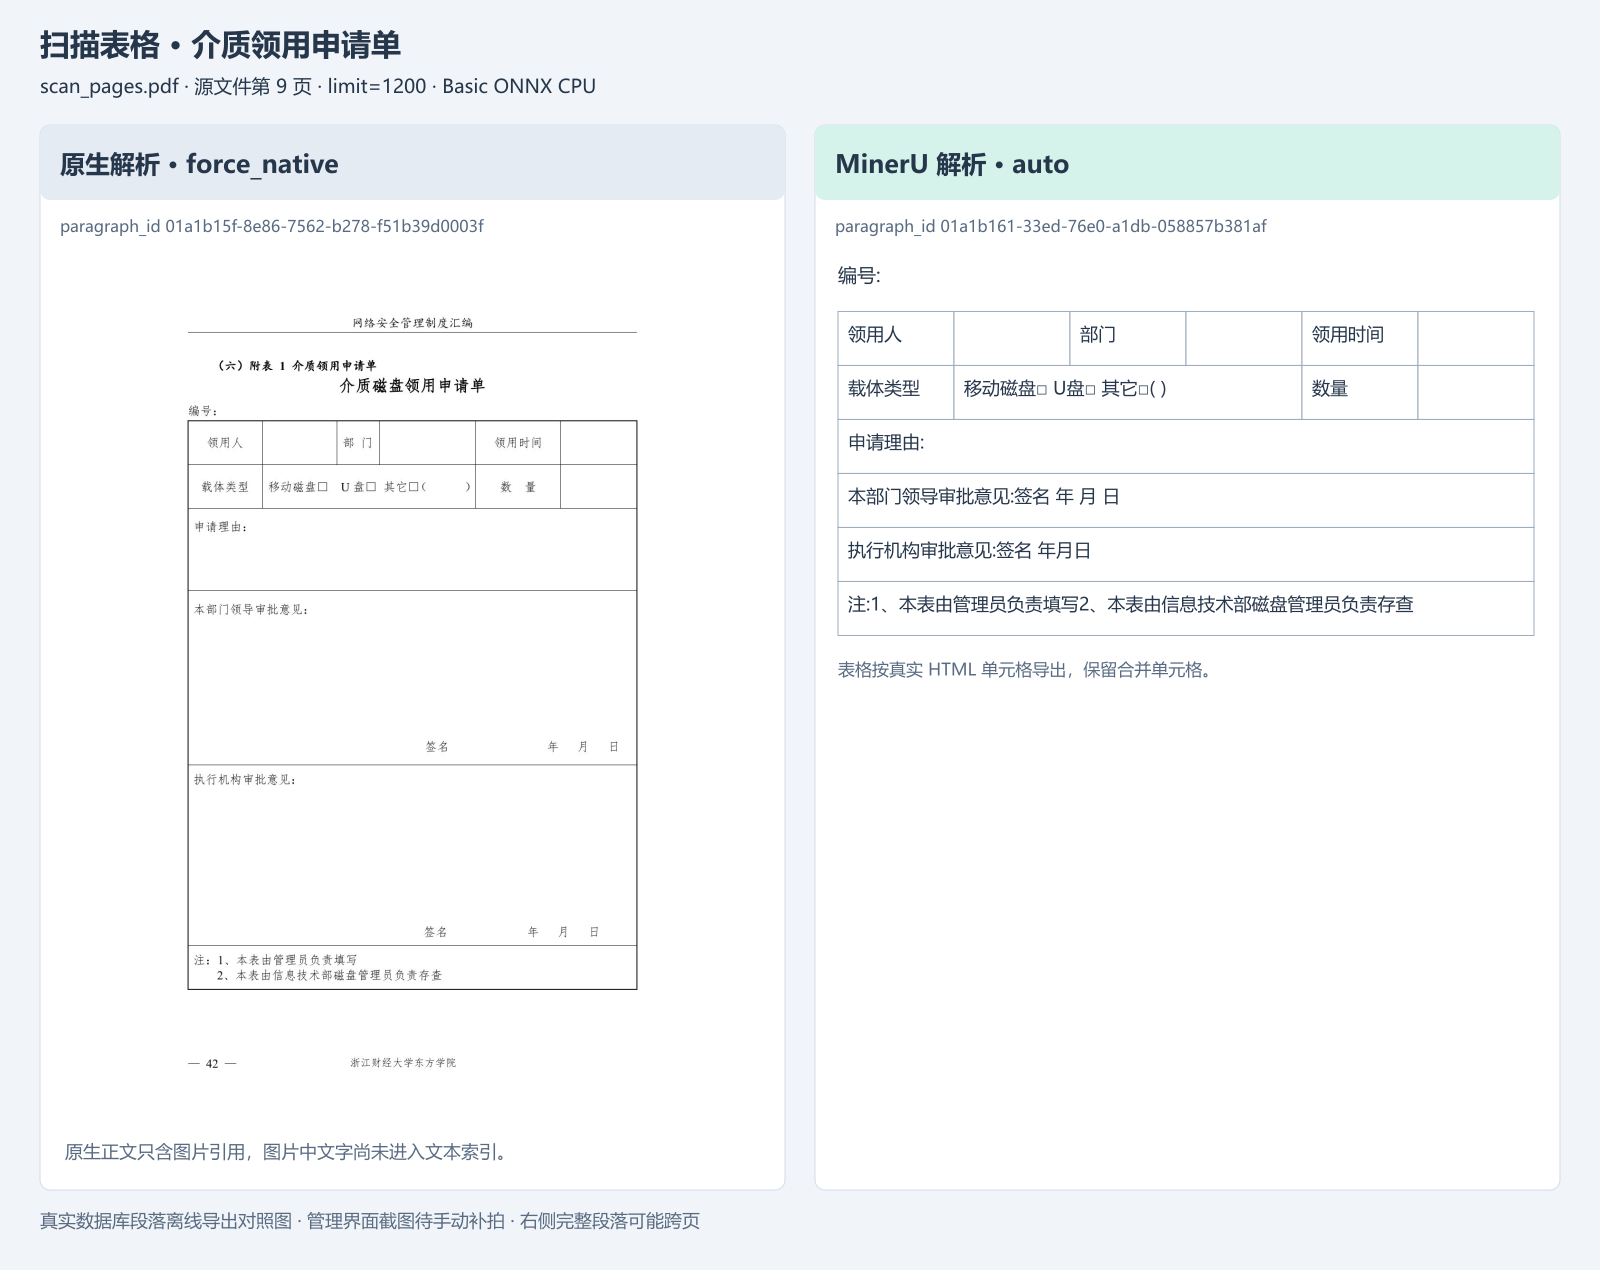 扫描表格 • 介质领用申请单
scan_pages.pdf · 源文件第 9 页 · limit=1200 · Basic ONNX CPU
原生解析 • force_native
paragraph_id 01a1b15f-8e86-7562-b278-f51b39d0003f
网络安全管理制度汇编
（六）附表 1 介质领用申请单
介质磁盘领用申请单
编号：
领用人 部 门 领用时间
载体类型 移动磁盘□ U 盘□ 其它□( ) 数 量
申请理由：
本部门领导审批意见：
签名 年 月 日
执行机构审批意见：
签名 年 月 日
注：1、本表由管理员负责填写
2、本表由信息技术部磁盘管理员负责存查
— 42 — 浙江财经大学东方学院
原生正文只含图片引用，图片中文字尚未进入文本索引。
MinerU 解析 • auto
paragraph_id 01a1b161-33ed-76e0-a1db-058857b381af
编号:
领用人 部门 领用时间
载体类型 移动磁盘□ U盘□ 其它□( ) 数量
申请理由:
本部门领导审批意见:签名 年 月 日
执行机构审批意见:签名 年月日
注:1、本表由管理员负责填写2、本表由信息技术部磁盘管理员负责存查
表格按真实 HTML 单元格导出，保留合并单元格。
真实数据库段落离线导出对照图 · 管理界面截图待手动补拍 · 右侧完整段落可能跨页